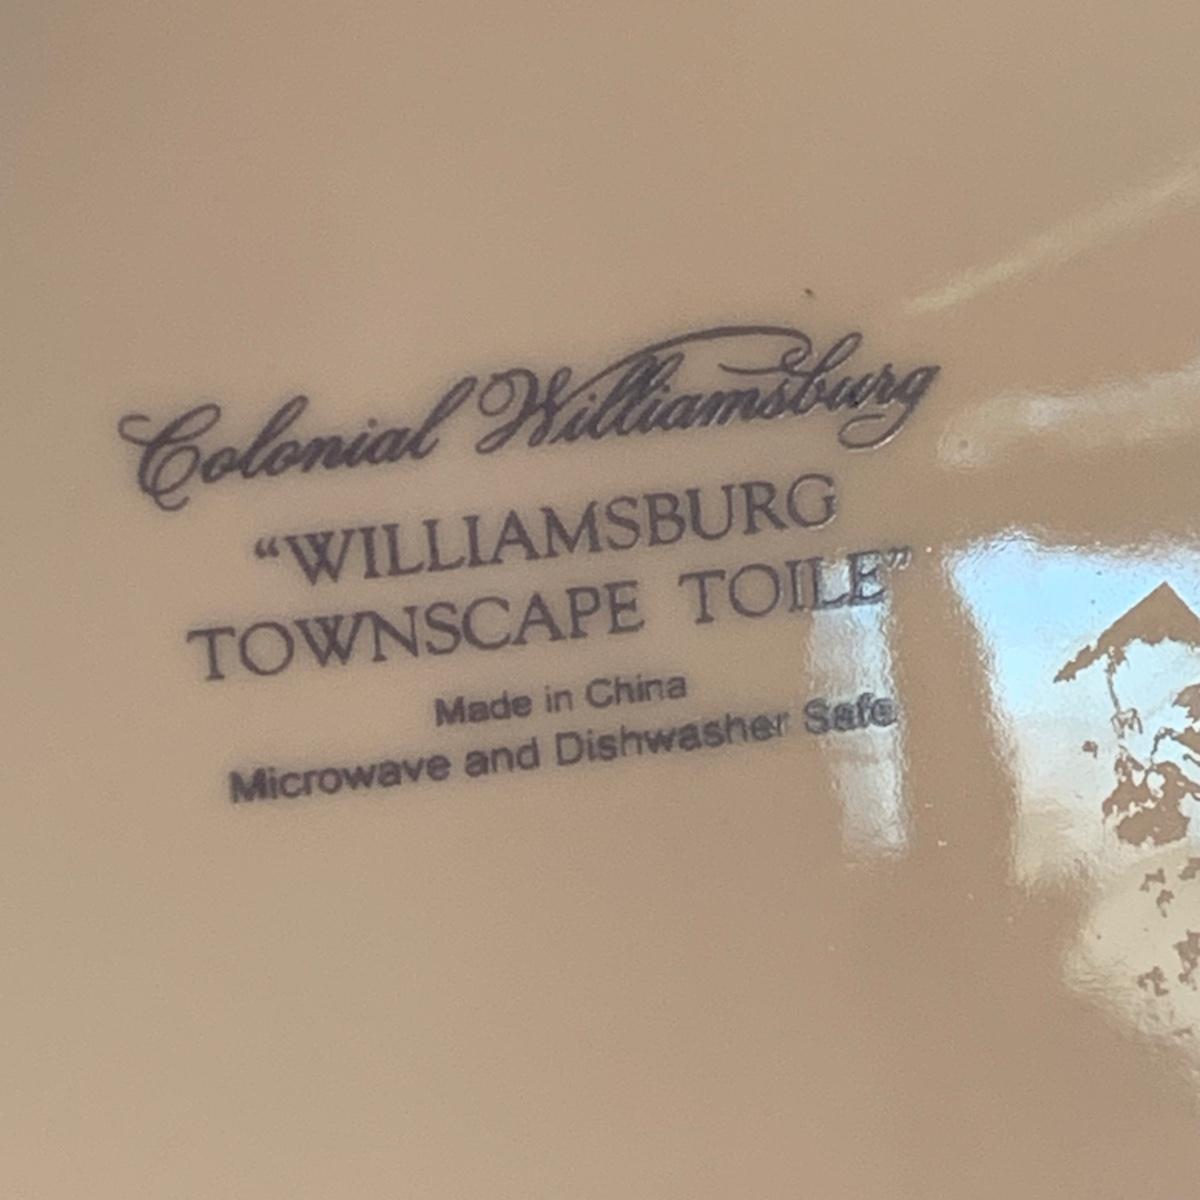 Colonial Williamsburg
“WILLIAMSBURG
TOWNSCAPE TOILE”
Made in China
Microwave and Dishwasher Safe